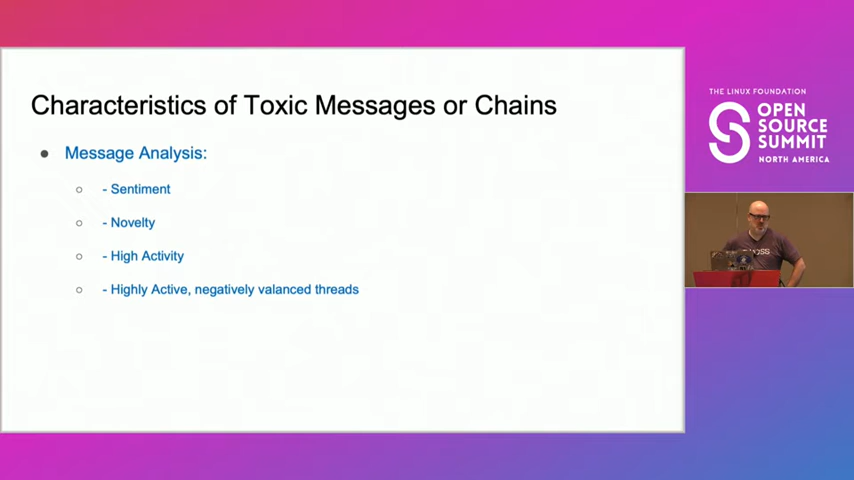 Characteristics of Toxic Messages or Chains
● Message Analysis:
○ - Sentiment
○ - Novelty
○ - High Activity
○ - Highly Active, negatively valanced threads
THE LINUX FOUNDATION
OPEN
SOURCE
SUMMIT
NORTH AMERICA